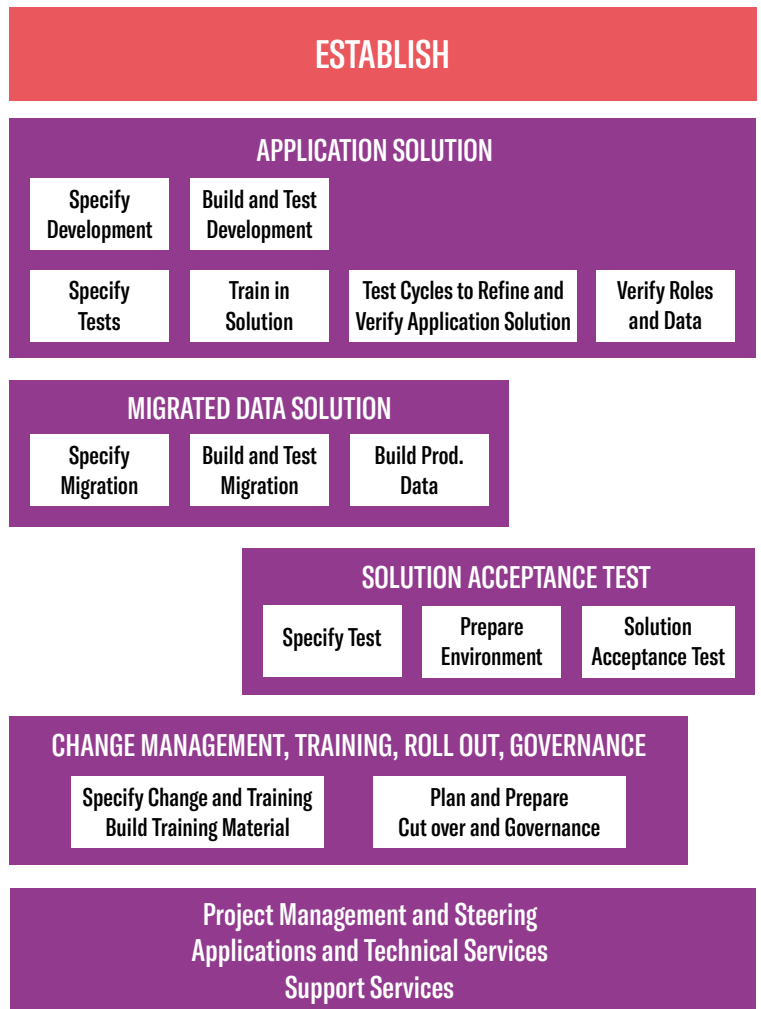 ESTABLISH
APPLICATION SOLUTION
Specify
Development
Build and Test
Development
Specify
Tests
Train in
Solution
Test Cycles to Refine and
Verify Application Solution
Verify Roles
and Data
MIGRATED DATA SOLUTION
Specify
Migration
Build and Test
Migration
Build Prod.
Data
SOLUTION ACCEPTANCE TEST
Specify Test
Prepare
Environment
Solution
Acceptance Test
CHANGE MANAGEMENT, TRAINING, ROLL OUT, GOVERNANCE
Specify Change and Training
Build Training Material
Plan and Prepare
Cut over and Governance
Project Management and Steering
Applications and Technical Services
Support Services